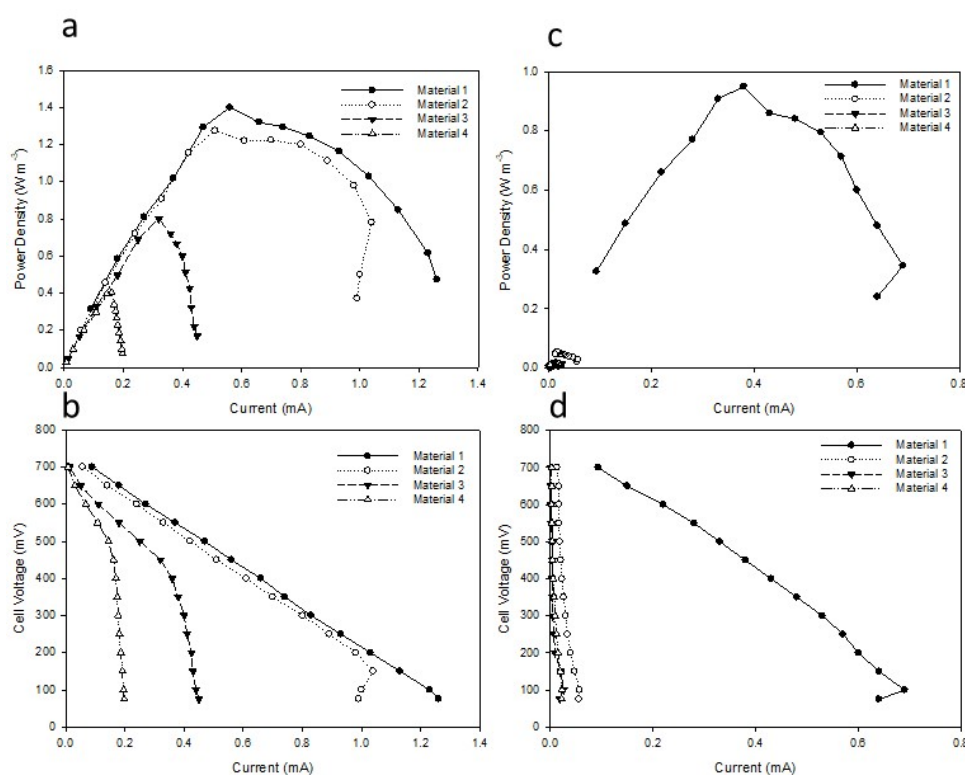 a
Power Density (W m-3)
1.6
1.4
1.2
1.0
0.8
0.6
0.4
0.2
0.0
0.0 0.2 0.4 0.6 0.8 1.0 1.2 1.4
Current (mA)
Material 1
Material 2
Material 3
Material 4
c
Power Density (W m-3)
1.0
0.8
0.6
0.4
0.2
0.0
0.0 0.2 0.4 0.6 0.8
Current (mA)
Material 1
Material 2
Material 3
Material 4
b
Cell Voltage (mV)
800
700
600
500
400
300
200
100
0
0.0 0.2 0.4 0.6 0.8 1.0 1.2 1.4
Current (mA)
Material 1
Material 2
Material 3
Material 4
d
Cell Voltage (mV)
800
700
600
500
400
300
200
100
0
0.0 0.2 0.4 0.6 0.8
Current (mA)
Material 1
Material 2
Material 3
Material 4